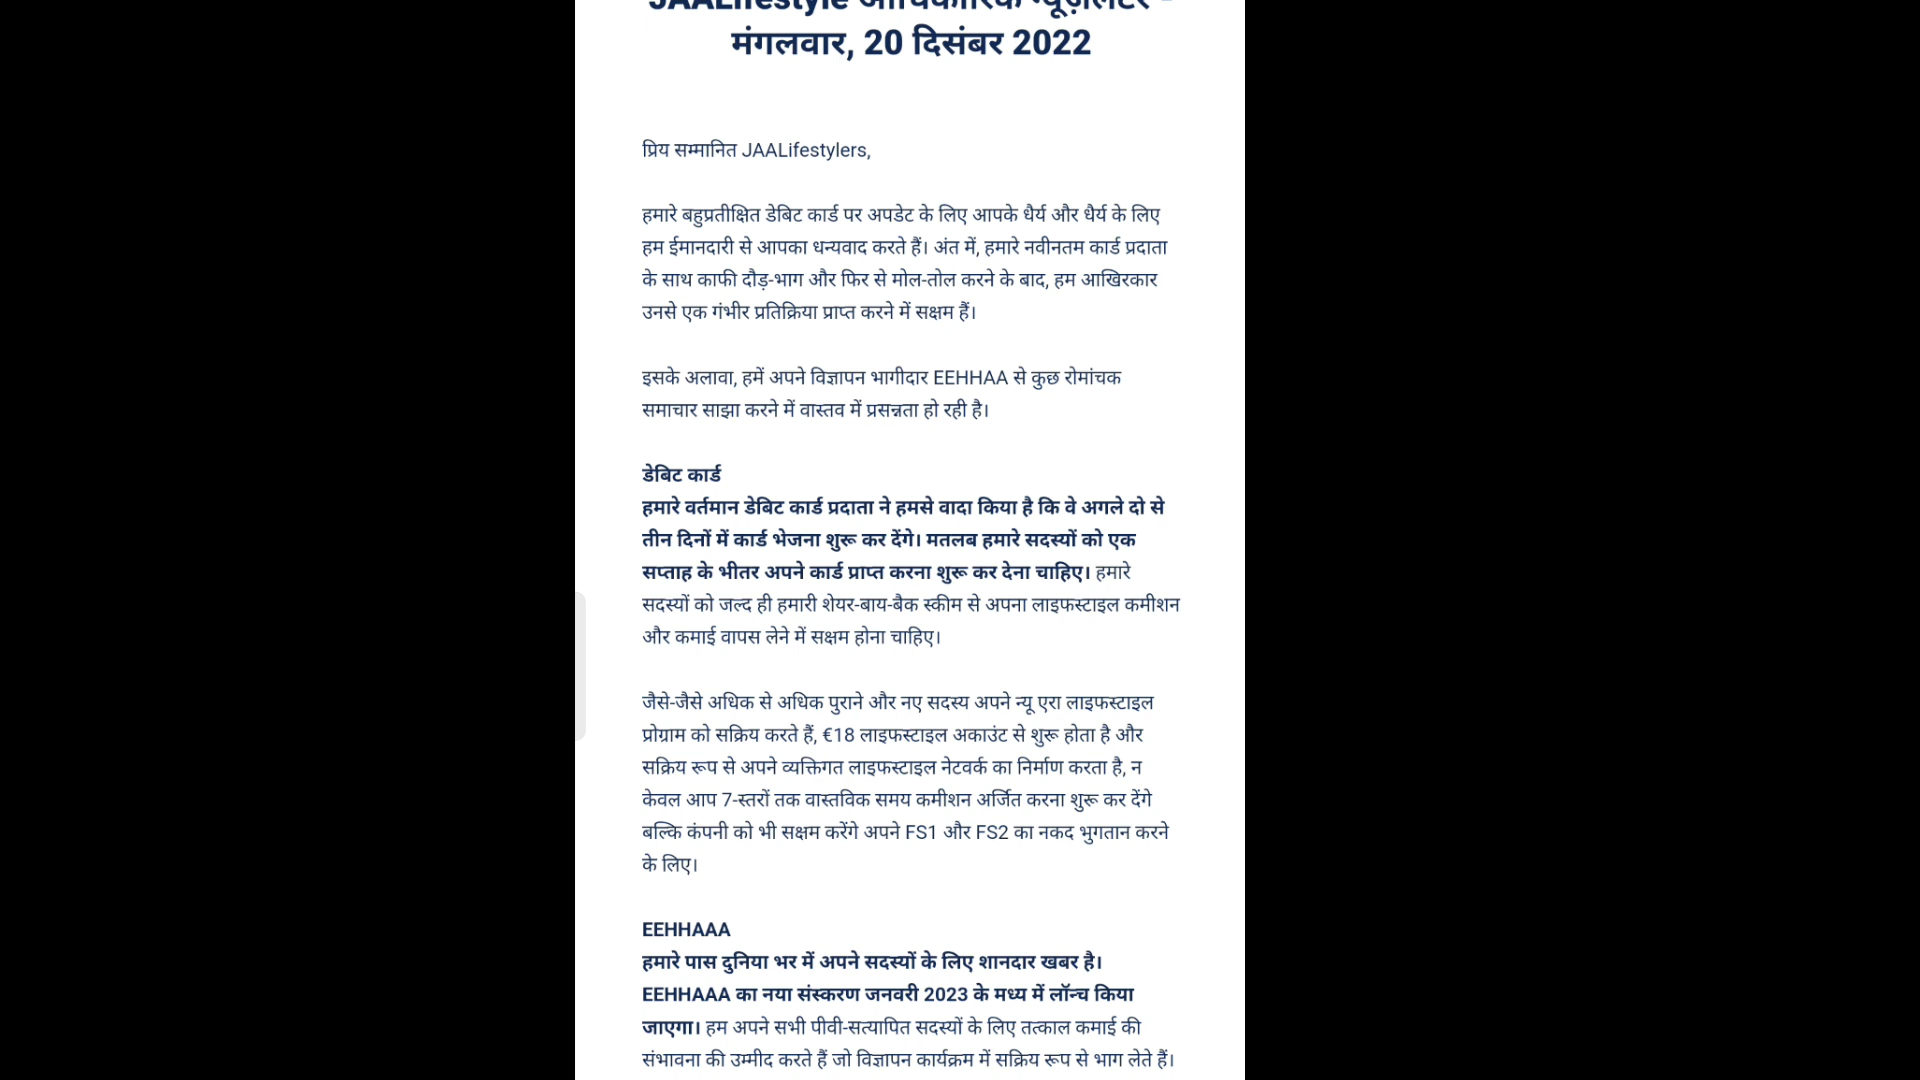 JAALifestyle आधिकारिक न्यूज़लेटर -
मंगलवार, 20 दिसंबर 2022
प्रिय सम्मानित JAALifestylers,
हमारे बहुप्रतीक्षित डेबिट कार्ड पर अपडेट के लिए आपके धैर्य और धैर्य के लिए
हम ईमानदारी से आपका धन्यवाद करते हैं। अंत में, हमारे नवीनतम कार्ड प्रदाता
के साथ काफी दौड़-भाग और फिर से मोल-तोल करने के बाद, हम आखिरकार
उनसे एक गंभीर प्रतिक्रिया प्राप्त करने में सक्षम हैं।
इसके अलावा, हमें अपने विज्ञापन भागीदार EEHHAA से कुछ रोमांचक
समाचार साझा करने में वास्तव में प्रसन्नता हो रही है।
डेबिट कार्ड
हमारे वर्तमान डेबिट कार्ड प्रदाता ने हमसे वादा किया है कि वे अगले दो से
तीन दिनों में कार्ड भेजना शुरू कर देंगे। मतलब हमारे सदस्यों को एक
सप्ताह के भीतर अपने कार्ड प्राप्त करना शुरू कर देना चाहिए। हमारे
सदस्यों को जल्द ही हमारी शेयर-बाय-बैक स्कीम से अपना लाइफस्टाइल कमीशन
और कमाई वापस लेने में सक्षम होना चाहिए।
जैसे-जैसे अधिक से अधिक पुराने और नए सदस्य अपने न्यू एरा लाइफस्टाइल
प्रोग्राम को सक्रिय करते हैं, €18 लाइफस्टाइल अकाउंट से शुरू होता है और
सक्रिय रूप से अपने व्यक्तिगत लाइफस्टाइल नेटवर्क का निर्माण करता है, न
केवल आप 7-स्तरों तक वास्तविक समय कमीशन अर्जित करना शुरू कर देंगे
बल्कि कंपनी को भी सक्षम करेंगे अपने FS1 और FS2 का नकद भुगतान करने
के लिए।
EEHHAAA
हमारे पास दुनिया भर में अपने सदस्यों के लिए शानदार खबर है।
EEHHAAA का नया संस्करण जनवरी 2023 के मध्य में लॉन्च किया
जाएगा। हम अपने सभी पीवी-सत्यापित सदस्यों के लिए तत्काल कमाई की
संभावना की उम्मीद करते हैं जो विज्ञापन कार्यक्रम में सक्रिय रूप से भाग लेते हैं।